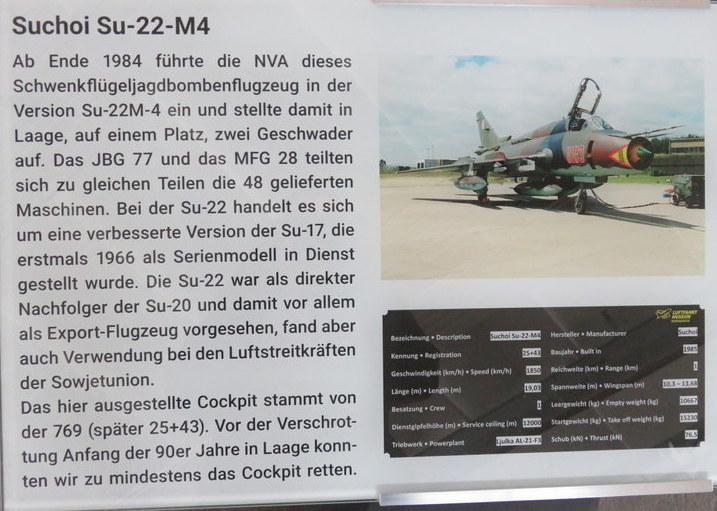 Suchoi Su-22-M4
Ab Ende 1984 führte die NVA dieses
Schwenkflügeljagdbombenflugzeug in der
Version Su-22M-4 ein und stellte damit in
Laage, auf einem Platz, zwei Geschwader
auf. Das JBG 77 und das MFG 28 teilten
sich zu gleichen Teilen die 48 gelieferten
Maschinen. Bei der Su-22 handelt es sich
um eine verbesserte Version der Su-17, die
erstmals 1966 als Serienmodell in Dienst
gestellt wurde. Die Su-22 war als direkter
Nachfolger der Su-20 und damit vor allem
als Export-Flugzeug vorgesehen, fand aber
auch Verwendung bei den Luftstreitkräften
der Sowjetunion.
Das hier ausgestellte Cockpit stammt von
der 769 (später 25+43). Vor der Verschrot-
tung Anfang der 90er Jahre in Laage konn-
ten wir zu mindestens das Cockpit retten.
LUFTFAHRT
MUSEUM
Bezeichnung • Description Suchoi Su-22-M4
Kennung • Registration 25+43
Geschwindigkeit (km/h) • Speed (km/h) 1850
Länge (m) • Length (m) 19,03
Besatzung • Crew 1
Dienstgipfelhöhe (m) • Service ceiling (m) 12000
Triebwerk • Powerplant Ljulka AL-21-F3
Hersteller • Manufacturer Suchoi
Baujahr • Built in 1985
Reichweite (km) • Range (km)
Spannweite (m) • Wingspan (m) 10,3 – 13,68
Leergewicht (kg) • Empty weight (kg) 10667
Startgewicht (kg) • Take off weight (kg) 15230
Schub (kN) • Thrust (kN) 76,5